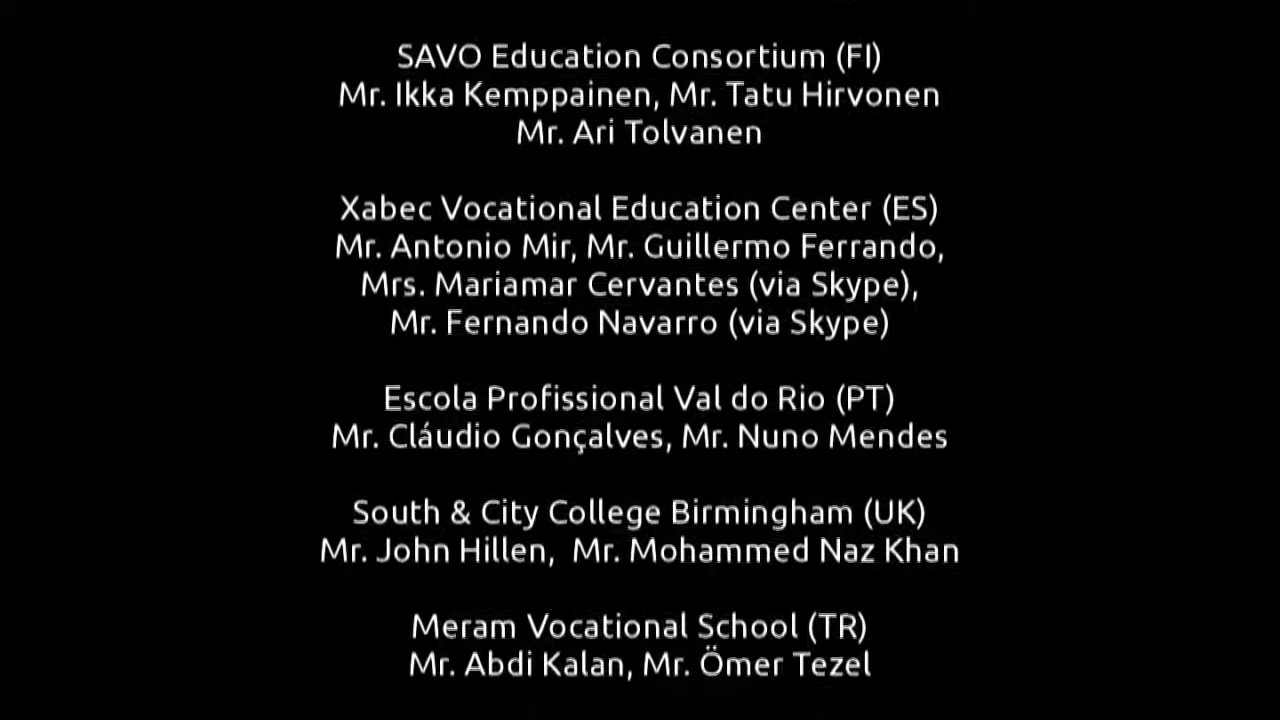 SAVO Education Consortium (FI)
Mr. Ikka Kemppainen, Mr. Tatu Hirvonen
Mr. Ari Tolvanen
Xabec Vocational Education Center (ES)
Mr. Antonio Mir, Mr. Guillermo Ferrando,
Mrs. Mariamar Cervantes (via Skype),
Mr. Fernando Navarro (via Skype)
Escola Profissional Val do Rio (PT)
Mr. Cláudio Gonçalves, Mr. Nuno Mendes
South & City College Birmingham (UK)
Mr. John Hillen,  Mr. Mohammed Naz Khan
Meram Vocational School (TR)
Mr. Abdi Kalan, Mr. Ömer Tezel